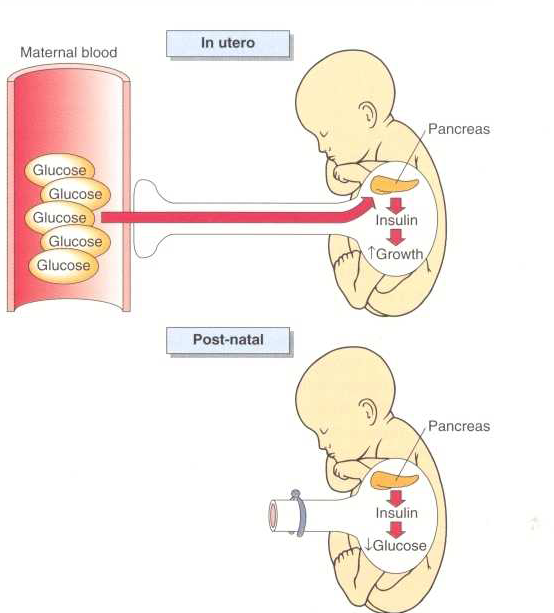 In utero
Maternal blood
Pancreas
Glucose
Glucose
Glucose
Glucose
Glucose
Insulin
↑Growth
Post-natal
Pancreas
Insulin
↓Glucose